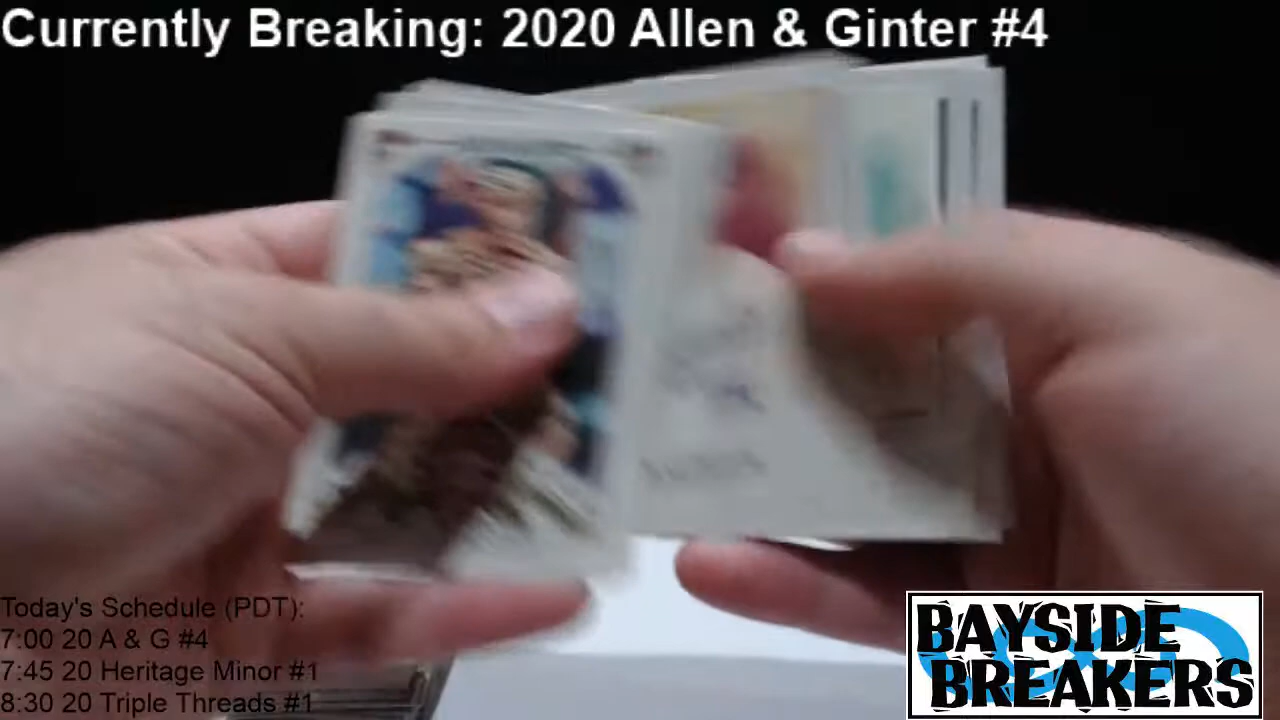 Currently Breaking: 2020 Allen & Ginter #4
Today's Schedule (PDT):
7:00 20 A & G #4
7:45 20 Heritage Minor #1
8:30 20 Triple Threads #1
BAYSIDE
BREAKERS